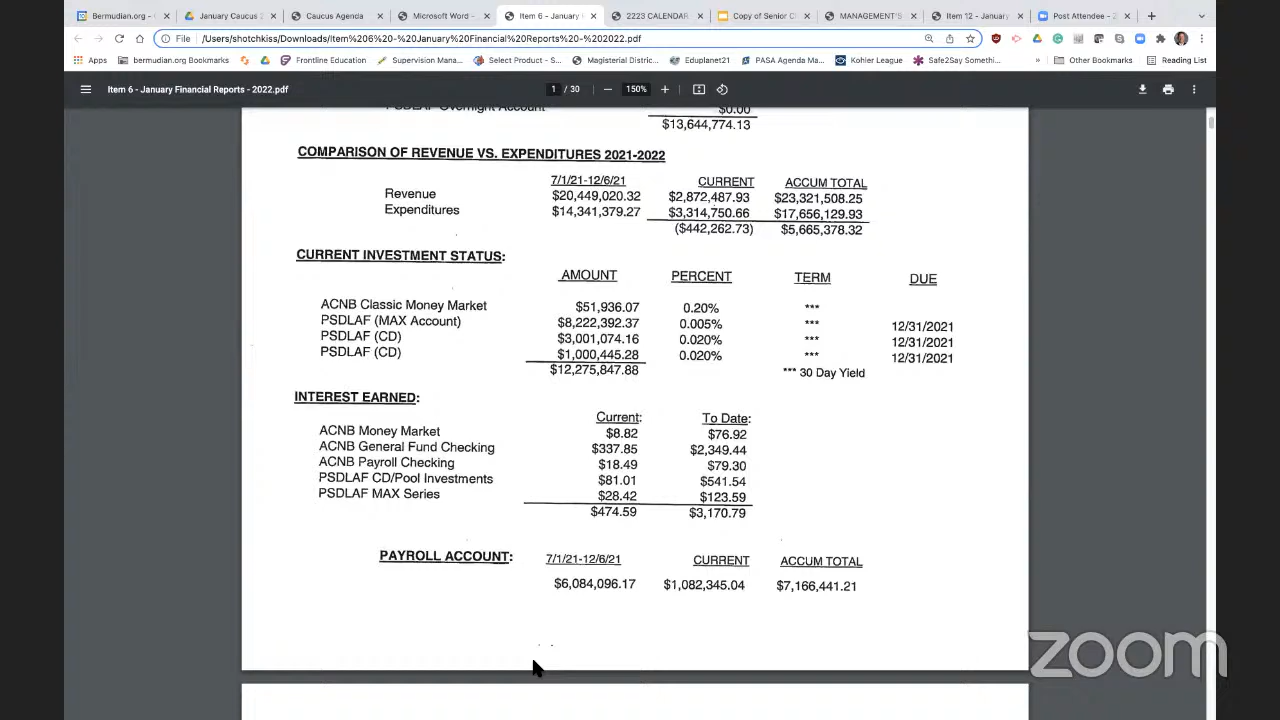 Bermudian.org - C
January Caucus 2
Caucus Agenda
Microsoft Word -
Item 6 - January F
2223 CALENDAR
Copy of Senior C
MANAGEMENT'S
Item 12 - January
Post Attendee - Z
File /Users/shotchkiss/Downloads/Item%206%20-%20January%20Financial%20Reports%20-%202022.pdf
Apps
bermudian.org Bookmarks
Frontline Education
Supervision Mana...
Select Product - S...
Magisterial Distric...
Eduplanet21
PASA Agenda Ma...
Kohler League
Safe2Say Somethi...
»
Other Bookmarks
Reading List
Item 6 - January Financial Reports - 2022.pdf
1 / 30
150%
PSDLAF Overnight Account $0.00
$13,644,774.13
COMPARISON OF REVENUE VS. EXPENDITURES 2021-2022
7/1/21-12/6/21 CURRENT ACCUM TOTAL
Revenue $20,449,020.32 $2,872,487.93 $23,321,508.25
Expenditures $14,341,379.27 $3,314,750.66 $17,656,129.93
($442,262.73) $5,665,378.32
CURRENT INVESTMENT STATUS:
AMOUNT PERCENT TERM DUE
ACNB Classic Money Market $51,936.07 0.20% ***
PSDLAF (MAX Account) $8,222,392.37 0.005% *** 12/31/2021
PSDLAF (CD) $3,001,074.16 0.020% *** 12/31/2021
PSDLAF (CD) $1,000,445.28 0.020% *** 12/31/2021
$12,275,847.88 *** 30 Day Yield
INTEREST EARNED:
Current: To Date:
ACNB Money Market $8.82 $76.92
ACNB General Fund Checking $337.85 $2,349.44
ACNB Payroll Checking $18.49 $79.30
PSDLAF CD/Pool Investments $81.01 $541.54
PSDLAF MAX Series $28.42 $123.59
$474.59 $3,170.79
PAYROLL ACCOUNT: 7/1/21-12/6/21 CURRENT ACCUM TOTAL
$6,084,096.17 $1,082,345.04 $7,166,441.21
zoom